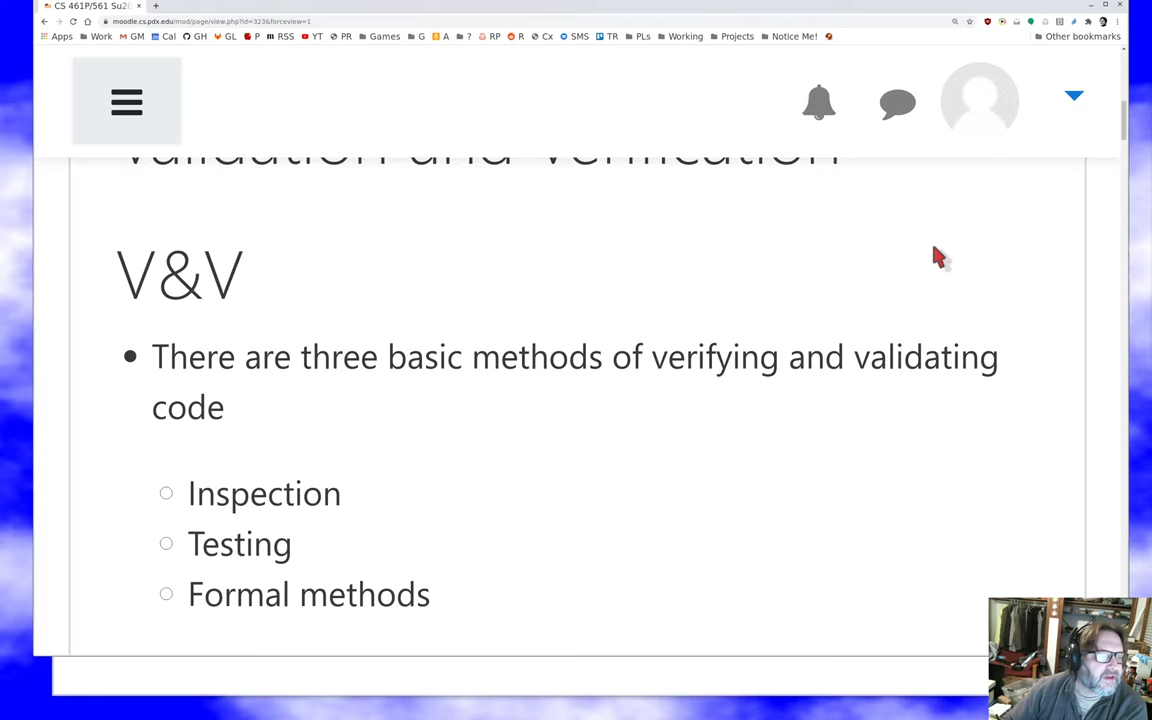 CS 461P/561 Su20
moodle.cs.pdx.edu/mod/page/view.php?id=323&forceview=1
Apps Work GM Cal GH GL P RSS YT PR Games G A ? RP R Cx SMS TR PLs Working Projects Notice Me! Other bookmarks
Validation and Verification
V&V
• There are three basic methods of verifying and validating
code
○ Inspection
○ Testing
○ Formal methods